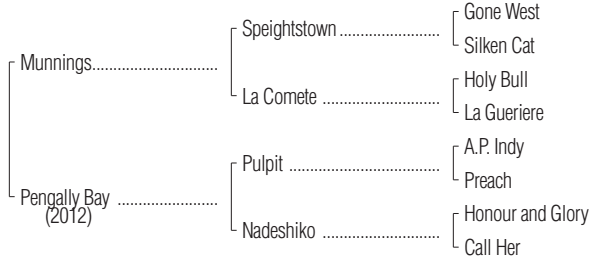 Gone West
Speightstown
Silken Cat
Munnings
Holy Bull
La Comete
La Gueriere
A.P. Indy
Pulpit
Preach
Pengally Bay
(2012)
Honour and Glory
Nadeshiko
Call Her